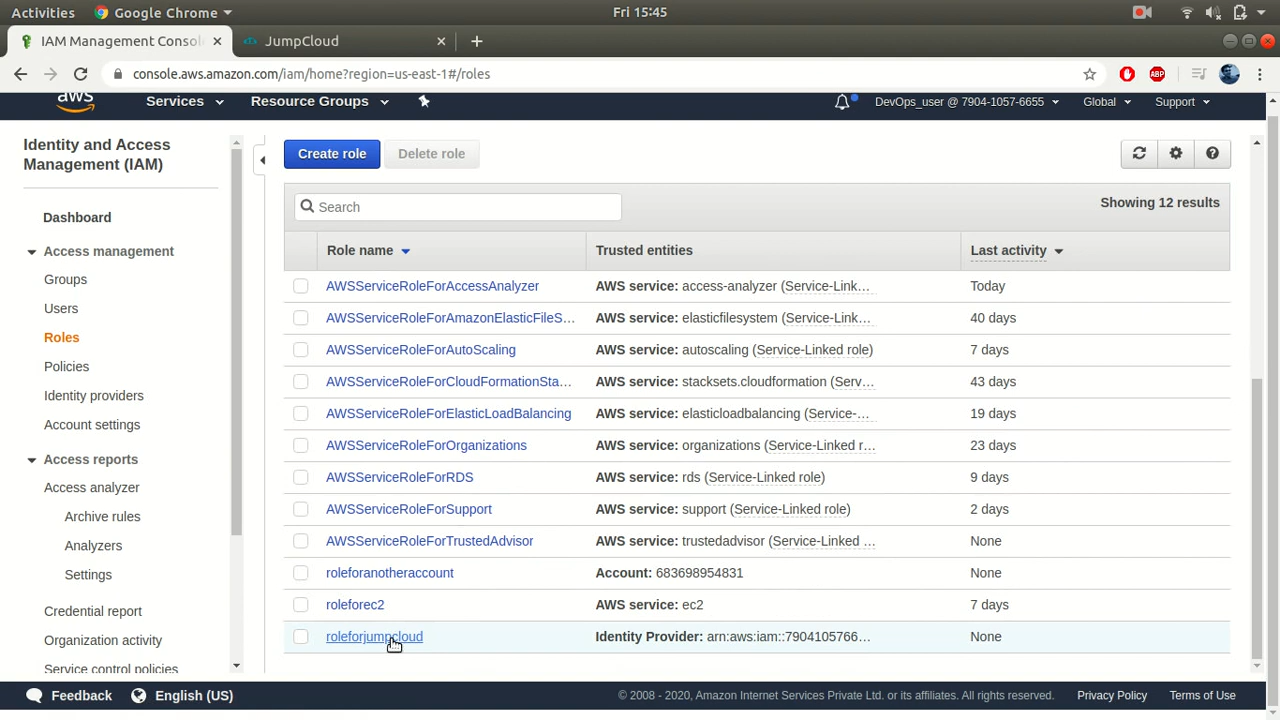 Activities Google Chrome Fri 15:45
IAM Management Conso JumpCloud
console.aws.amazon.com/iam/home?region=us-east-1#/roles
aws Services Resource Groups DevOps_user @ 7904-1057-6655 Global Support
Identity and Access
Management (IAM)
Dashboard
Access management
Groups
Users
Roles
Policies
Identity providers
Account settings
Access reports
Access analyzer
Archive rules
Analyzers
Settings
Credential report
Organization activity
Service control policies
Create role Delete role
Search Showing 12 results
Role name Trusted entities Last activity
AWSServiceRoleForAccessAnalyzer AWS service: access-analyzer (Service-Link… Today
AWSServiceRoleForAmazonElasticFileS… AWS service: elasticfilesystem (Service-Link… 40 days
AWSServiceRoleForAutoScaling AWS service: autoscaling (Service-Linked role) 7 days
AWSServiceRoleForCloudFormationSta… AWS service: stacksets.cloudformation (Serv… 43 days
AWSServiceRoleForElasticLoadBalancing AWS service: elasticloadbalancing (Service-… 19 days
AWSServiceRoleForOrganizations AWS service: organizations (Service-Linked r… 23 days
AWSServiceRoleForRDS AWS service: rds (Service-Linked role) 9 days
AWSServiceRoleForSupport AWS service: support (Service-Linked role) 2 days
AWSServiceRoleForTrustedAdvisor AWS service: trustedadvisor (Service-Linked … None
roleforanotheraccount Account: 683698954831 None
roleforec2 AWS service: ec2 7 days
roleforjumpcloud Identity Provider: arn:aws:iam::7904105766… None
Feedback English (US) © 2008 - 2020, Amazon Internet Services Private Ltd. or its affiliates. All rights reserved. Privacy Policy Terms of Use